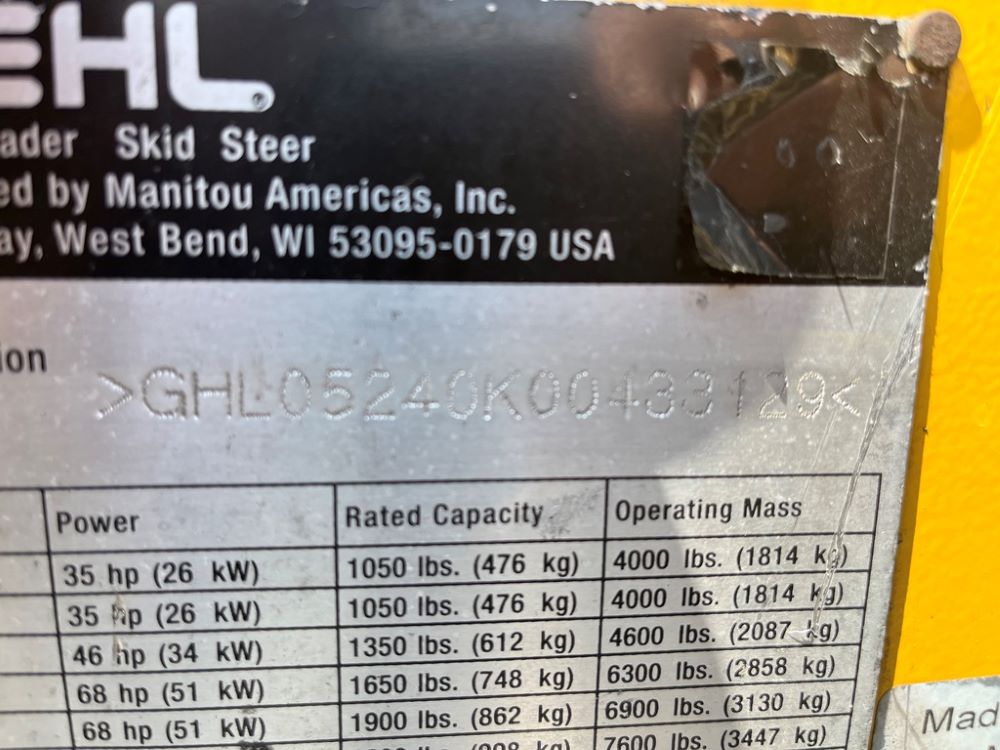 EHL®
ader Skid Steer
ed by Manitou Americas, Inc.
ay, West Bend, WI 53095-0179 USA
ion
>GHL05240K00433129<
Power Rated Capacity Operating Mass
35 hp (26 kW) 1050 lbs. (476 kg) 4000 lbs. (1814 kg)
35 hp (26 kW) 1050 lbs. (476 kg) 4000 lbs. (1814 kg)
46 hp (34 kW) 1350 lbs. (612 kg) 4600 lbs. (2087 kg)
68 hp (51 kW) 1650 lbs. (748 kg) 6300 lbs. (2858 kg)
68 hp (51 kW) 1900 lbs. (862 kg) 6900 lbs. (3130 kg)
7600 lbs. (3447 kg)
Mad